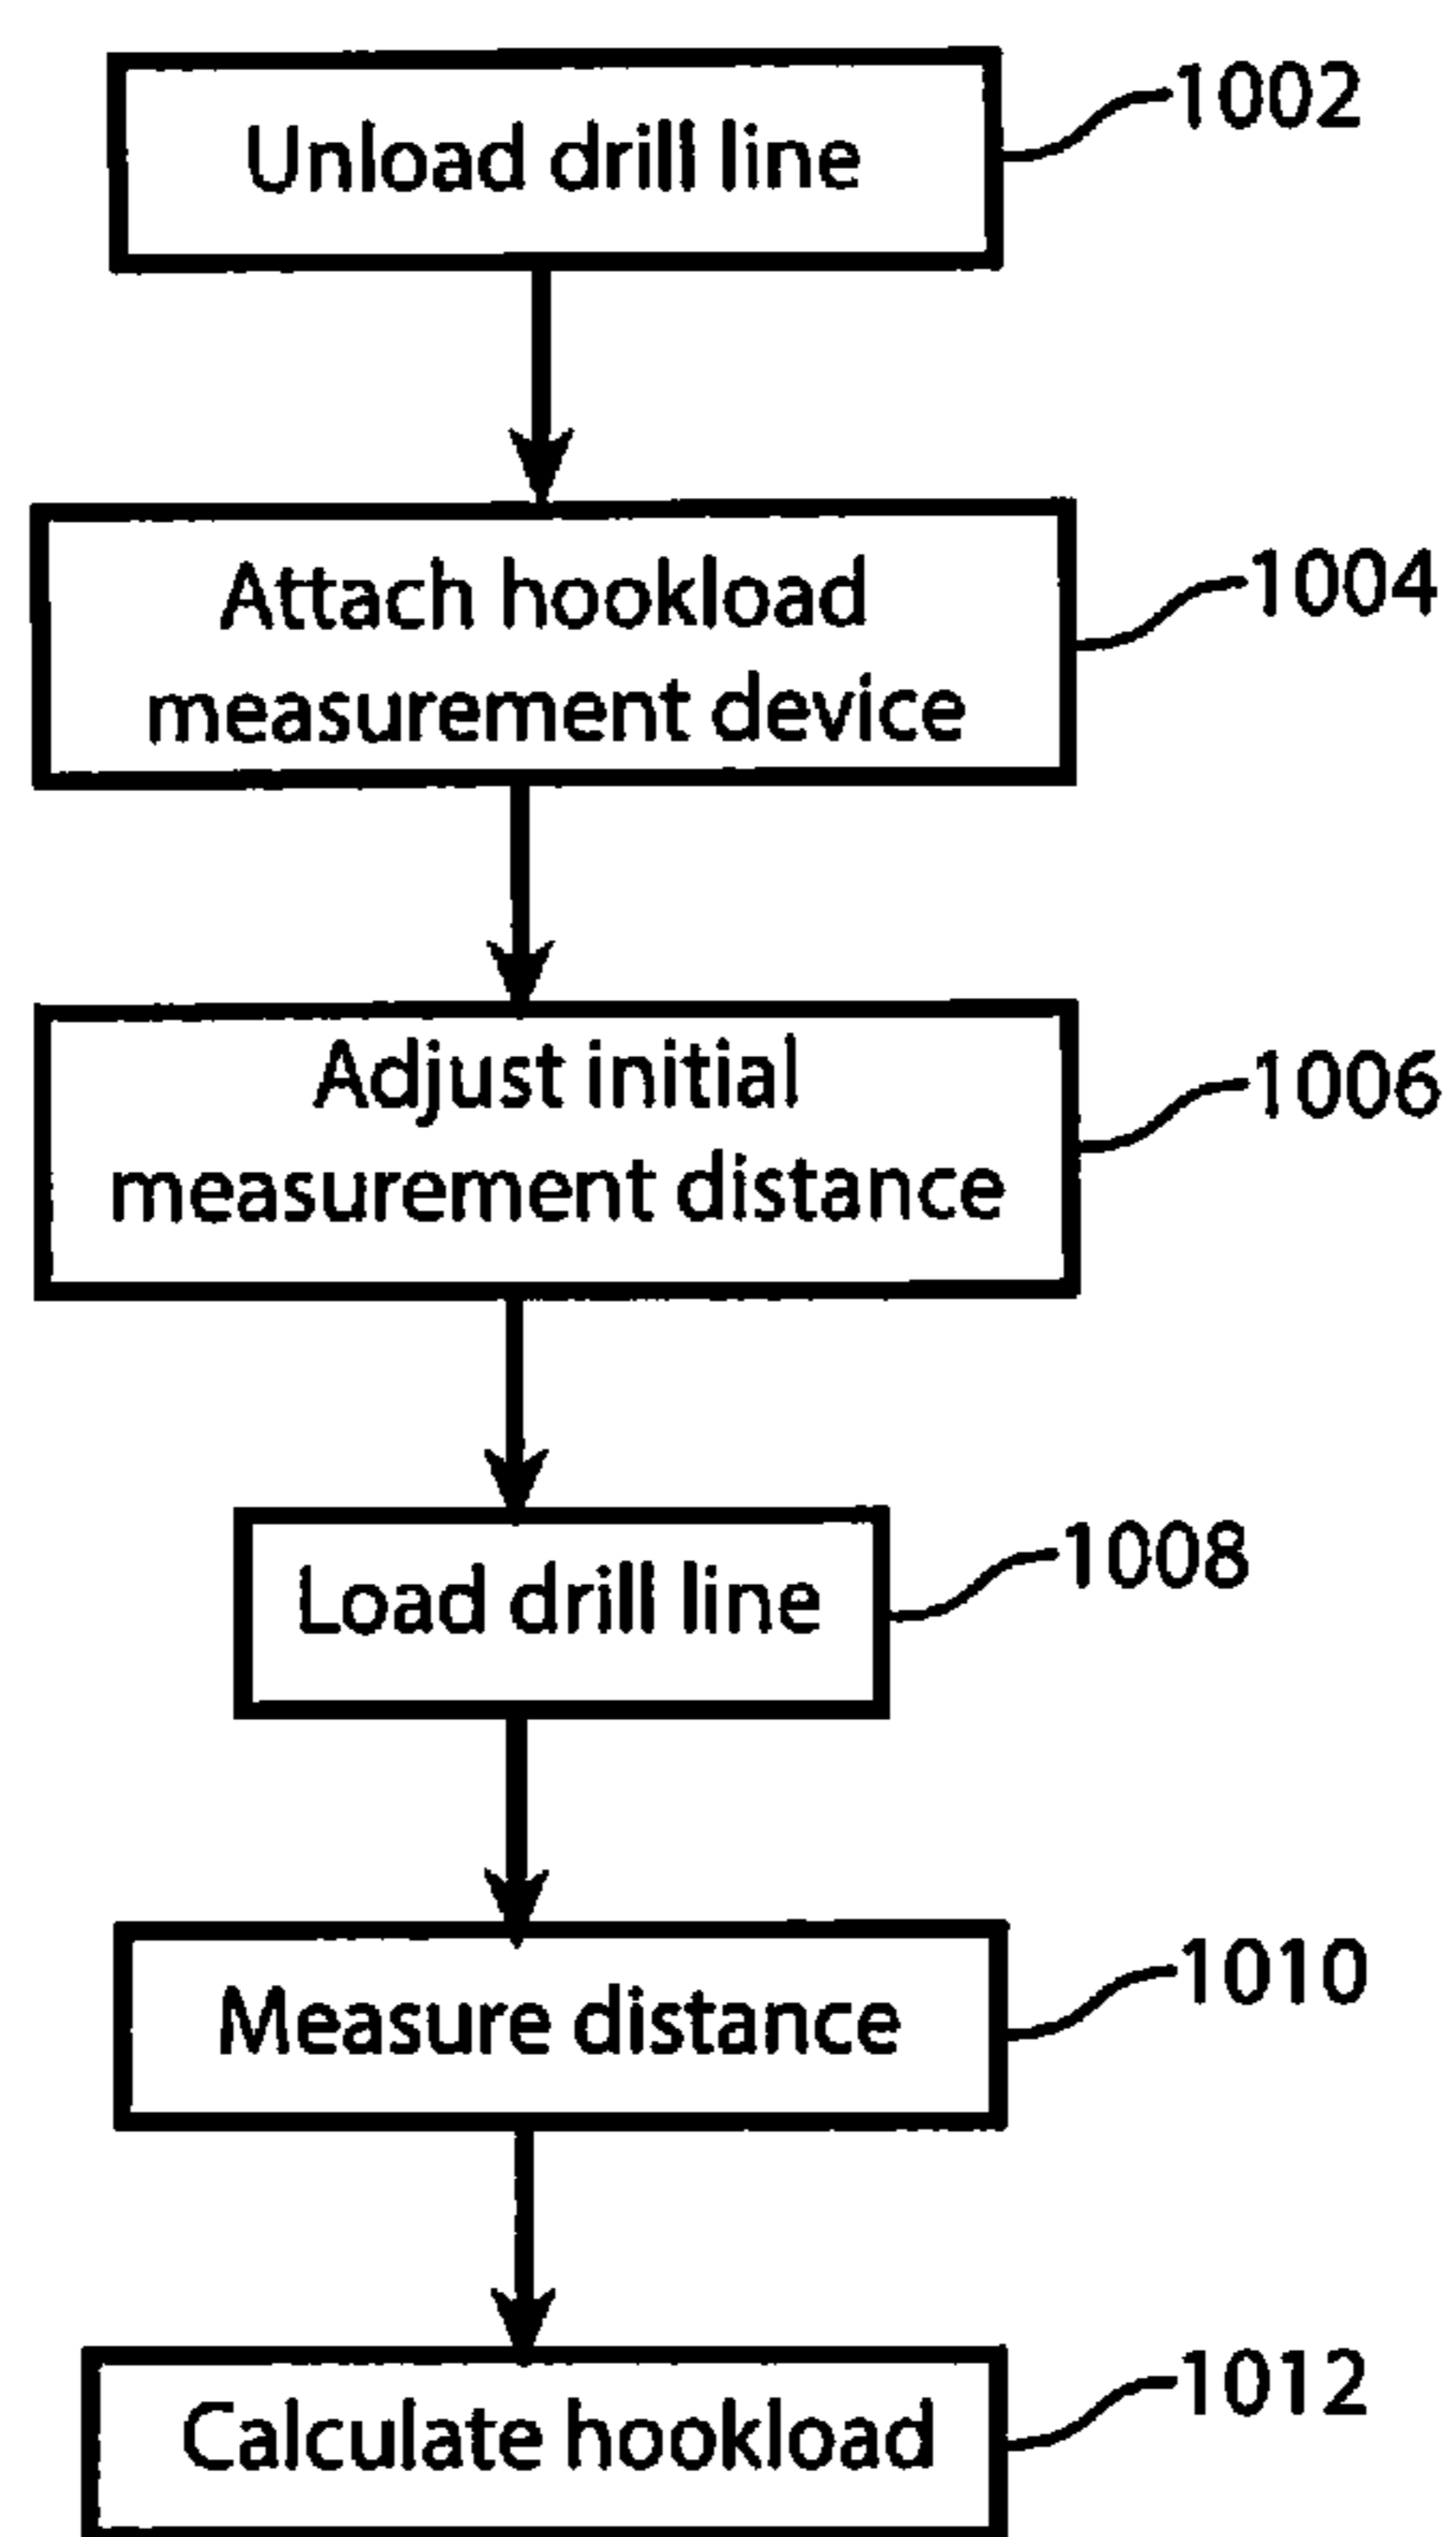 Unload drill line
1002
Attach hookload
measurement device
1004
Adjust initial
measurement distance
1006
Load drill line
1008
Measure distance
1010
Calculate hookload
1012